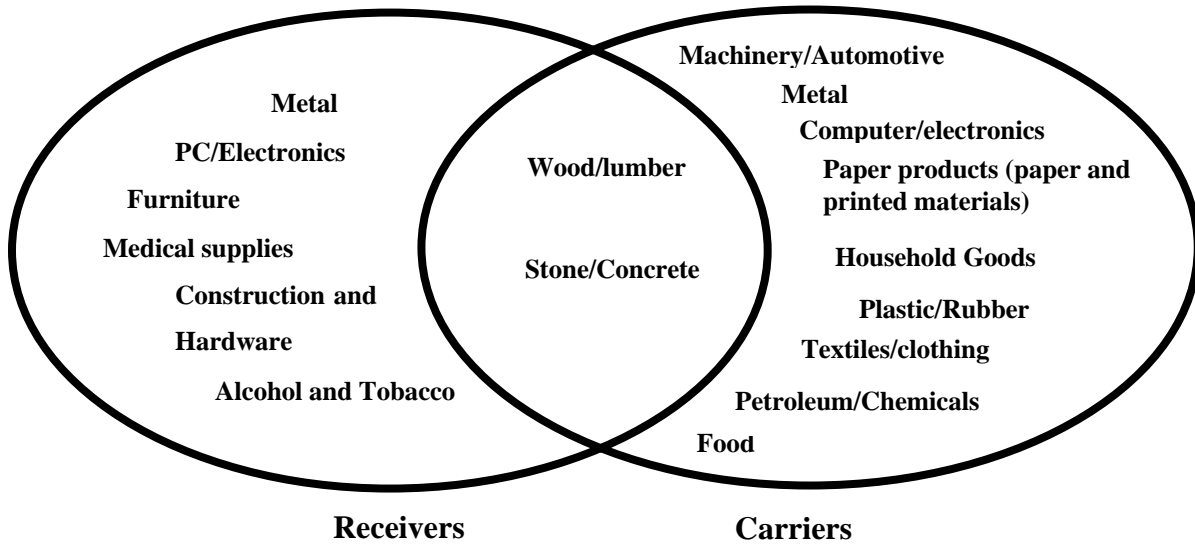 Metal
PC/Electronics
Furniture
Medical supplies
Construction and
Hardware
Alcohol and Tobacco
Wood/lumber
Stone/Concrete
Machinery/Automotive
Metal
Computer/electronics
Paper products (paper and
printed materials)
Household Goods
Plastic/Rubber
Textiles/clothing
Petroleum/Chemicals
Food
Receivers
Carriers